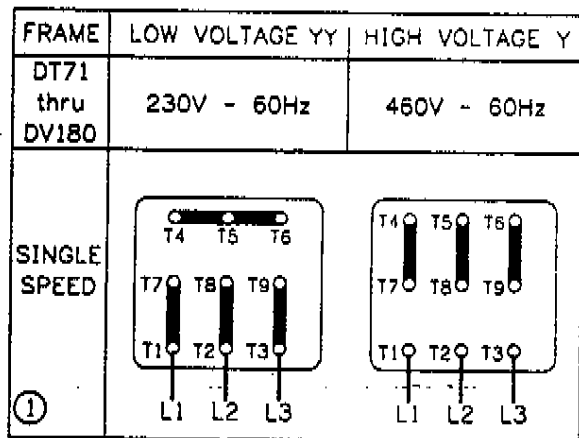 FRAME LOW VOLTAGE YY HIGH VOLTAGE Y
DT71
thru
DV180
230V - 60Hz 460V - 60Hz
SINGLE
SPEED
T4 T5 T6
T7 T8 T9
T1 T2 T3
L1 L2 L3
T4 T5 T6
T7 T8 T9
T1 T2 T3
L1 L2 L3
1